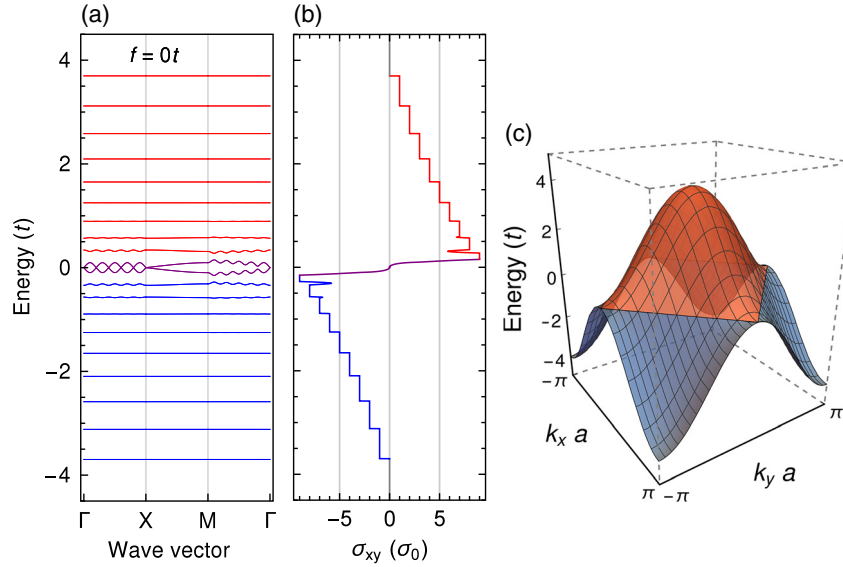 (a)
(b)
f = 0t
4
2
0
−2
−4
Energy (t)
Γ
X
M
Γ
Wave vector
−5
0
5
σxy (σ0)
(c)
4
2
0
−2
−4
Energy (t)
−π
π
kx a
−π
π
ky a